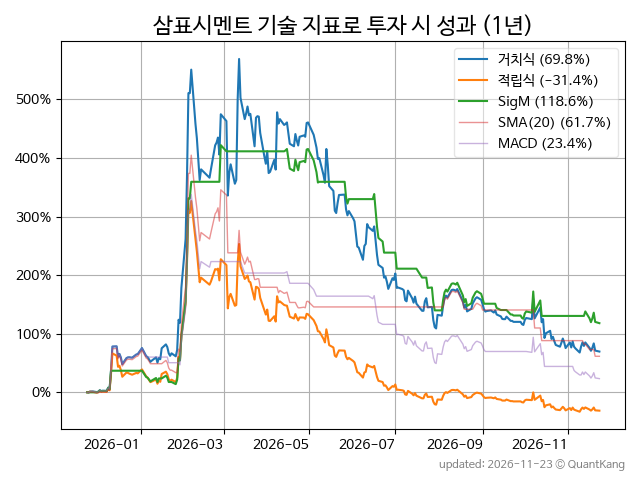 삼표시멘트 기술 지표로 투자 시 성과 (1년)
거치식 (69.8%)
적립식 (-31.4%)
SigM (118.6%)
SMA(20) (61.7%)
MACD (23.4%)
500%
400%
300%
200%
100%
0%
2026-01 2026-03 2026-05 2026-07 2026-09 2026-11
updated: 2026-11-23 © QuantKang